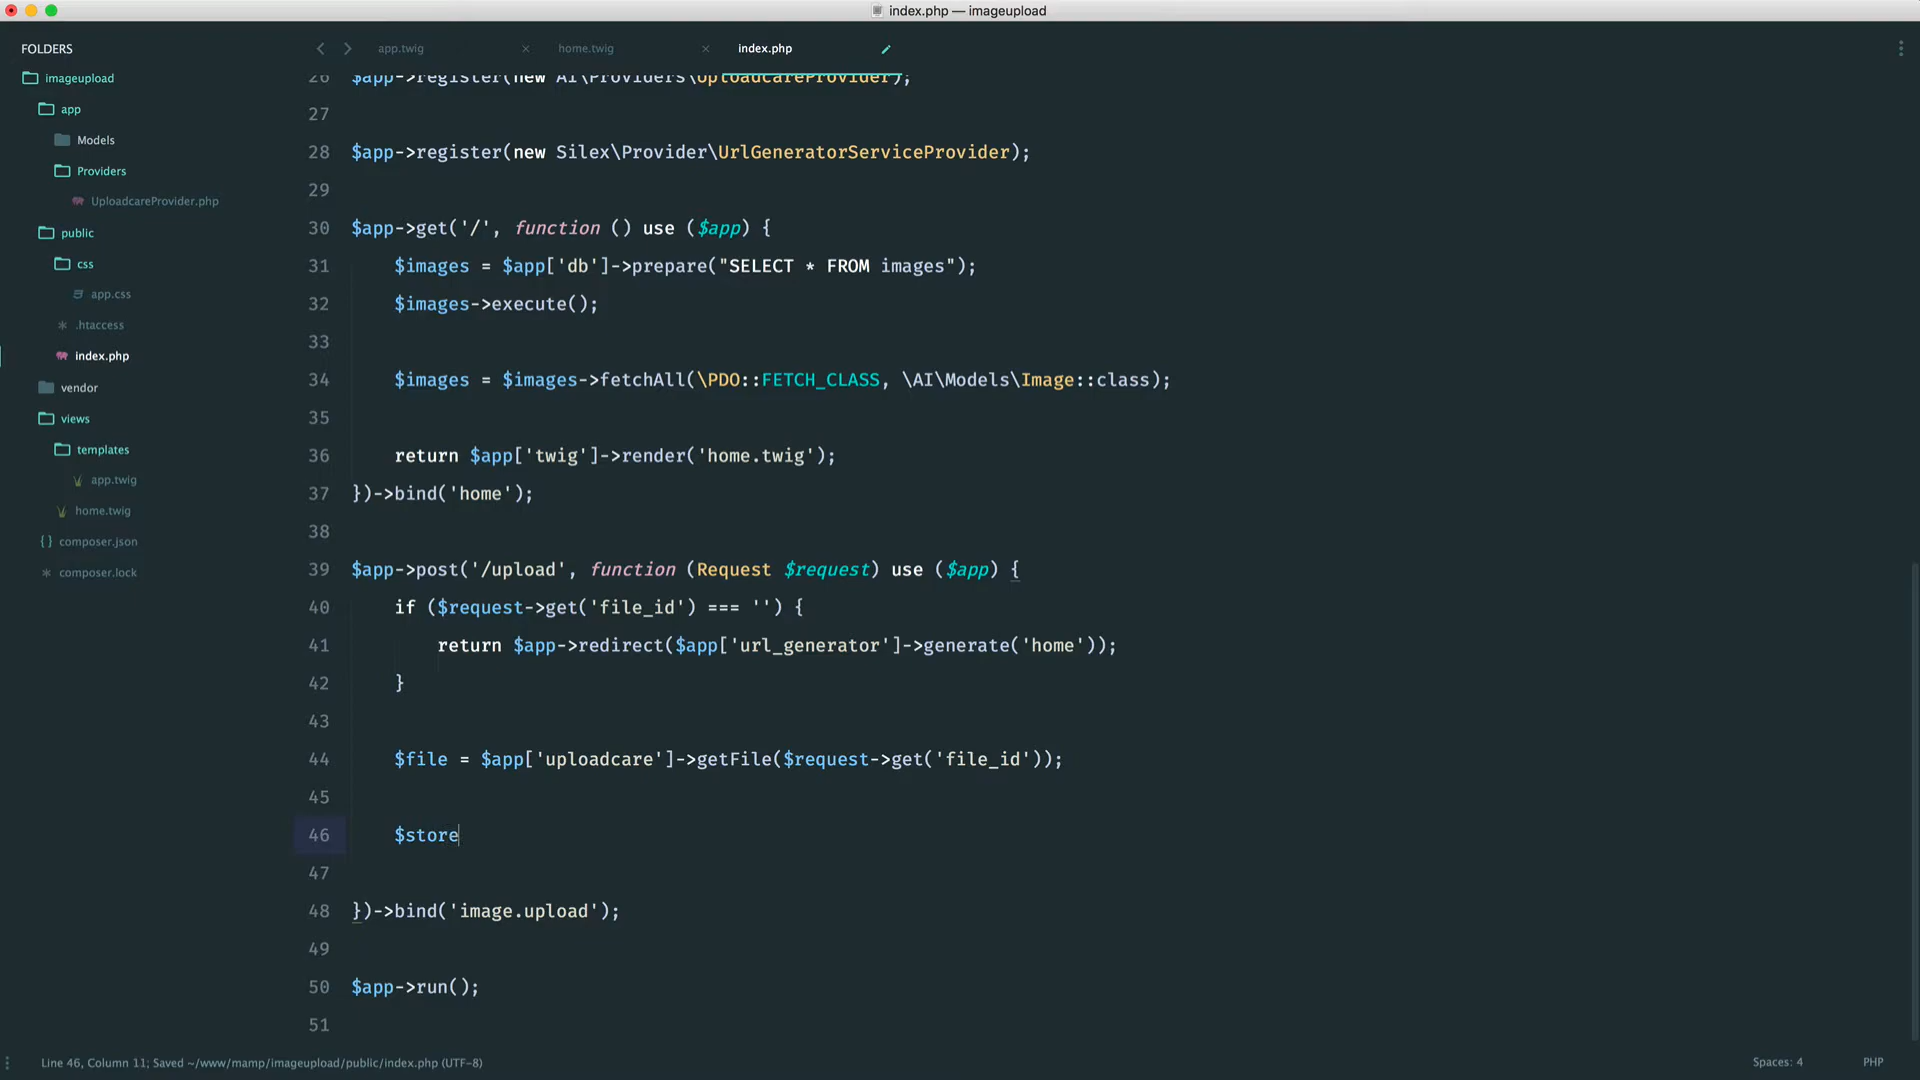 index.php — imageupload
FOLDERS
imageupload
app
Models
Providers
UploadcareProvider.php
public
css
app.css
.htaccess
index.php
vendor
views
templates
app.twig
home.twig
composer.json
composer.lock
app.twig
home.twig
index.php
26 $app->register(new AI\Providers\UploadcareProvider);
27
28 $app->register(new Silex\Provider\UrlGeneratorServiceProvider);
29
30 $app->get('/', function () use ($app) {
31     $images = $app['db']->prepare("SELECT * FROM images");
32     $images->execute();
33
34     $images = $images->fetchAll(\PDO::FETCH_CLASS, \AI\Models\Image::class);
35
36     return $app['twig']->render('home.twig');
37 })->bind('home');
38
39 $app->post('/upload', function (Request $request) use ($app) {
40     if ($request->get('file_id') === '') {
41         return $app->redirect($app['url_generator']->generate('home'));
42     }
43
44     $file = $app['uploadcare']->getFile($request->get('file_id'));
45
46     $store
47
48 })->bind('image.upload');
49
50 $app->run();
51
Line 46, Column 11; Saved ~/www/mamp/imageupload/public/index.php (UTF-8)
Spaces: 4
PHP